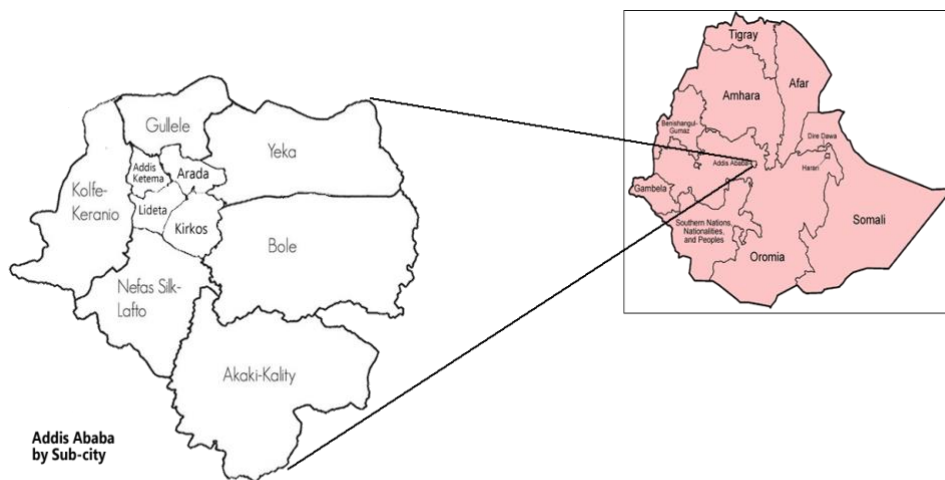 Gullele
Yeka
Addis
Ketema
Arada
Kolfe-
Keranio
Lideta
Kirkos
Bole
Nefas Silk-
Lafto
Akaki-Kality
Addis Ababa
by Sub-city
Tigray
Afar
Amhara
Benishangul-
Gumaz
Dire Dawa
Addis Ababa
Harari
Gambela
Somali
Southern Nations,
Nationalities,
and Peoples
Oromia